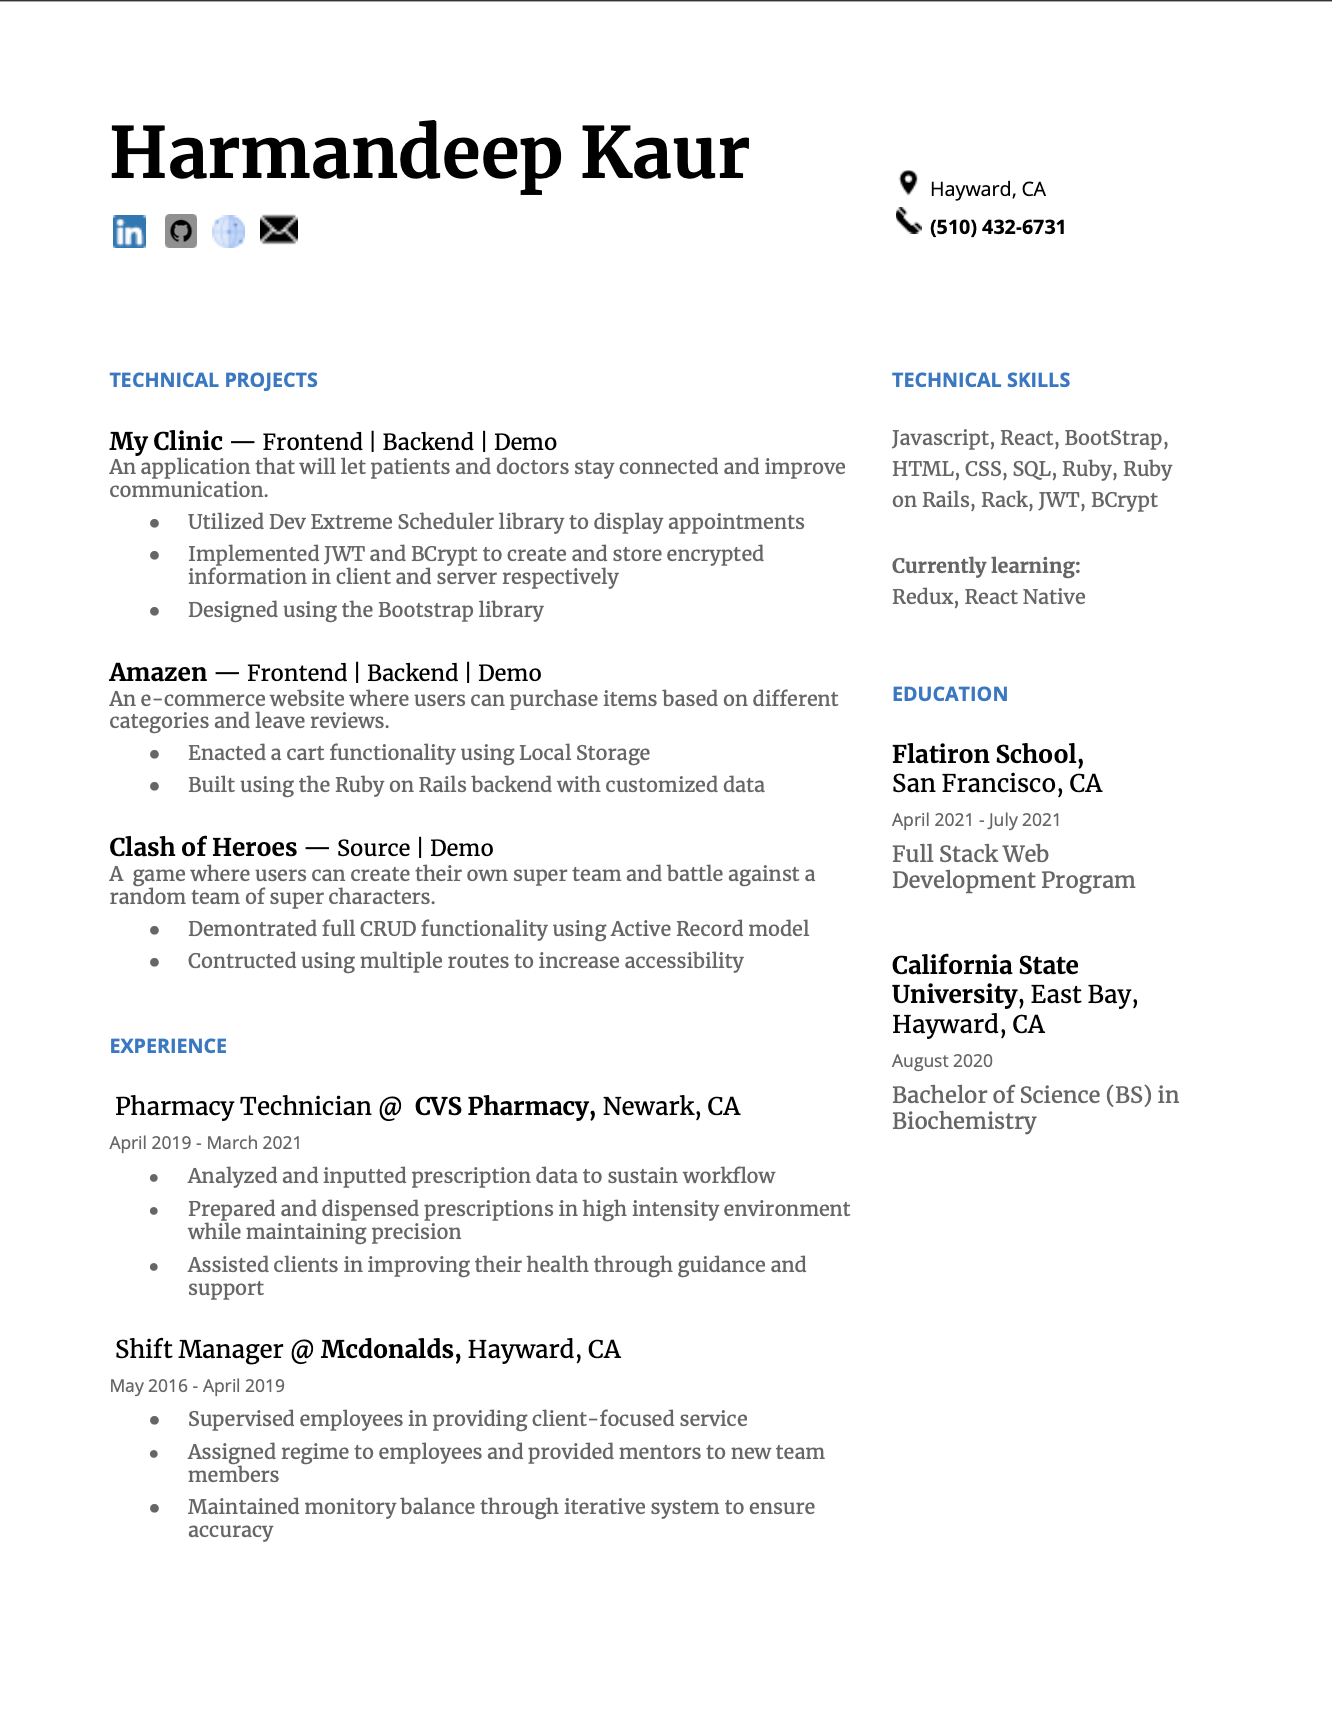 Harmandeep Kaur
in
Hayward, CA
(510) 432-6731
TECHNICAL PROJECTS
My Clinic — Frontend | Backend | Demo
An application that will let patients and doctors stay connected and improve
communication.
● Utilized Dev Extreme Scheduler library to display appointments
● Implemented JWT and BCrypt to create and store encrypted
information in client and server respectively
● Designed using the Bootstrap library
Amazen — Frontend | Backend | Demo
An e-commerce website where users can purchase items based on different
categories and leave reviews.
● Enacted a cart functionality using Local Storage
● Built using the Ruby on Rails backend with customized data
Clash of Heroes — Source | Demo
A  game where users can create their own super team and battle against a
random team of super characters.
● Demontrated full CRUD functionality using Active Record model
● Contructed using multiple routes to increase accessibility
EXPERIENCE
Pharmacy Technician @  CVS Pharmacy, Newark, CA
April 2019 - March 2021
● Analyzed and inputted prescription data to sustain workflow
● Prepared and dispensed prescriptions in high intensity environment
while maintaining precision
● Assisted clients in improving their health through guidance and
support
Shift Manager @ Mcdonalds, Hayward, CA
May 2016 - April 2019
● Supervised employees in providing client-focused service
● Assigned regime to employees and provided mentors to new team
members
● Maintained monitory balance through iterative system to ensure
accuracy
TECHNICAL SKILLS
Javascript, React, BootStrap,
HTML, CSS, SQL, Ruby, Ruby
on Rails, Rack, JWT, BCrypt
Currently learning:
Redux, React Native
EDUCATION
Flatiron School,
San Francisco, CA
April 2021 - July 2021
Full Stack Web
Development Program
California State
University, East Bay,
Hayward, CA
August 2020
Bachelor of Science (BS) in
Biochemistry